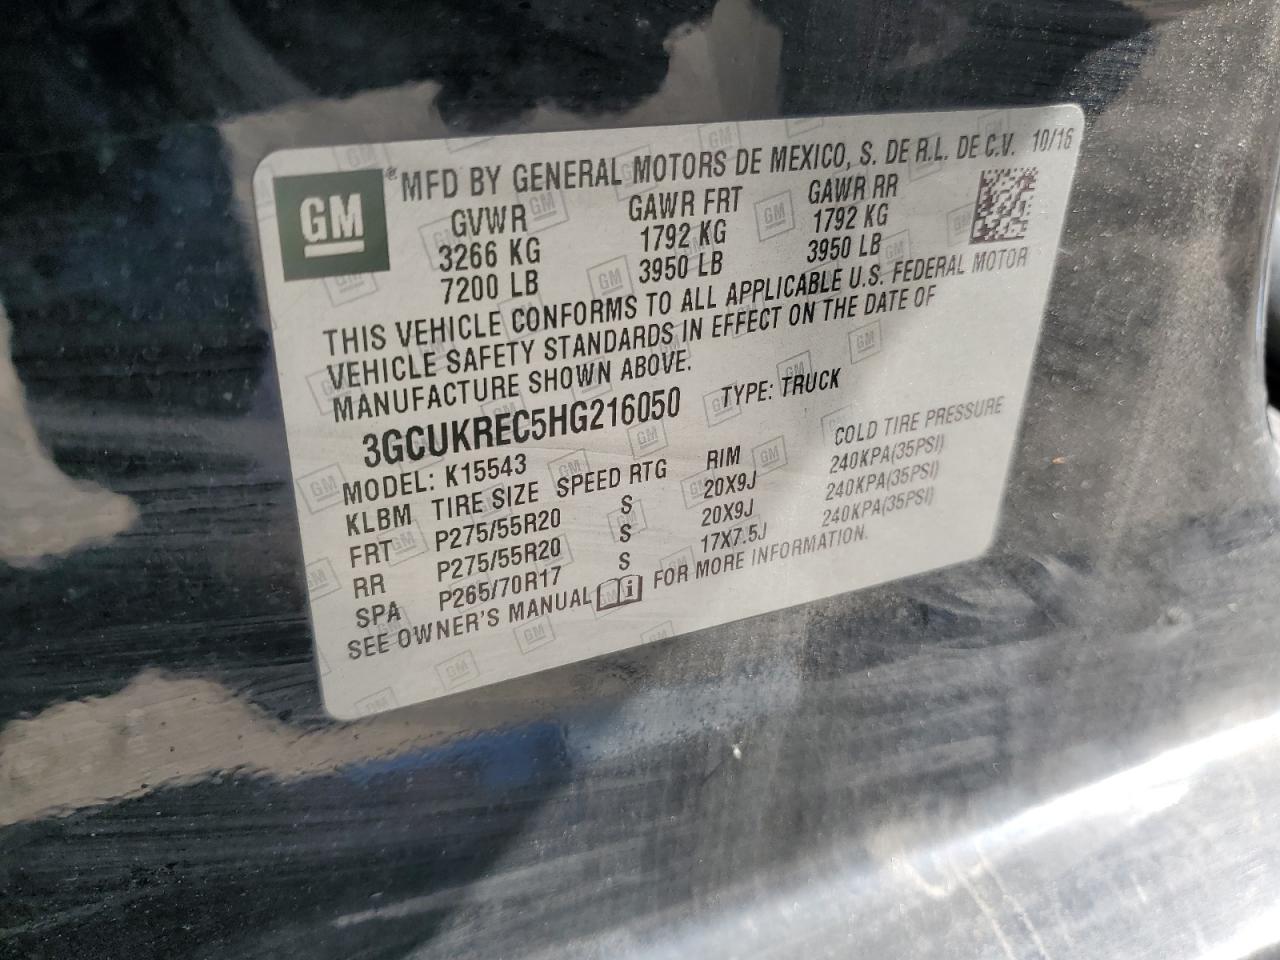 GM
MFD BY GENERAL MOTORS DE MEXICO, S. DE R.L. DE C.V. 10/16
GVWR GAWR FRT GAWR RR
3266 KG 1792 KG 1792 KG
7200 LB 3950 LB 3950 LB
THIS VEHICLE CONFORMS TO ALL APPLICABLE U.S. FEDERAL MOTOR
VEHICLE SAFETY STANDARDS IN EFFECT ON THE DATE OF
MANUFACTURE SHOWN ABOVE.
3GCUKREC5HG216050 TYPE: TRUCK
MODEL: K15543
KLBM TIRE SIZE SPEED RTG RIM COLD TIRE PRESSURE
FRT P275/55R20 S 20X9J 240KPA(35PSI)
RR P275/55R20 S 20X9J 240KPA(35PSI)
SPA P265/70R17 S 17X7.5J 240KPA(35PSI)
SEE OWNER'S MANUAL FOR MORE INFORMATION.